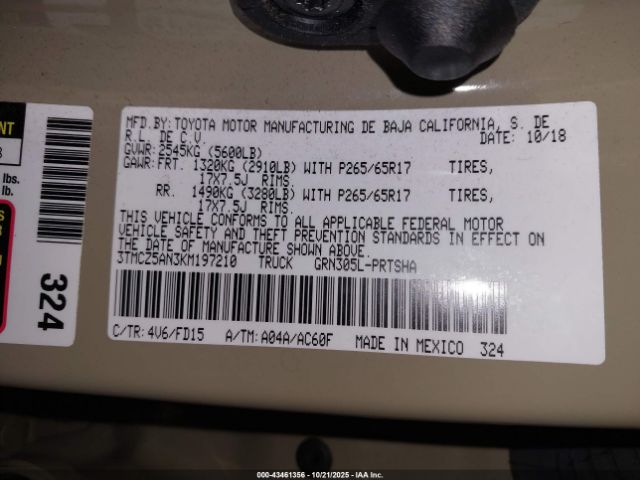 MFD.BY: TOYOTA MOTOR MANUFACTURING DE BAJA CALIFORNIA, S. DE
R.L. DE C.V. DATE: 10/18
GVWR: 2545KG (5600LB)
GAWR: FRT. 1320KG (2910LB) WITH P265/65R17 TIRES,
17X7.5J RIMS.
RR. 1490KG (3280LB) WITH P265/65R17 TIRES,
17X7.5J RIMS.
THIS VEHICLE CONFORMS TO ALL APPLICABLE FEDERAL MOTOR
VEHICLE SAFETY AND THEFT PREVENTION STANDARDS IN EFFECT ON
THE DATE OF MANUFACTURE SHOWN ABOVE.
3TMCZ5AN3KM197210 TRUCK GRN305L-PRTSHA
C/TR: 4V6/FD15 A/TM: A04A/AC60F MADE IN MEXICO 324
lbs.
lb.
324
000-43461356 - 10/21/2025 - IAA Inc.